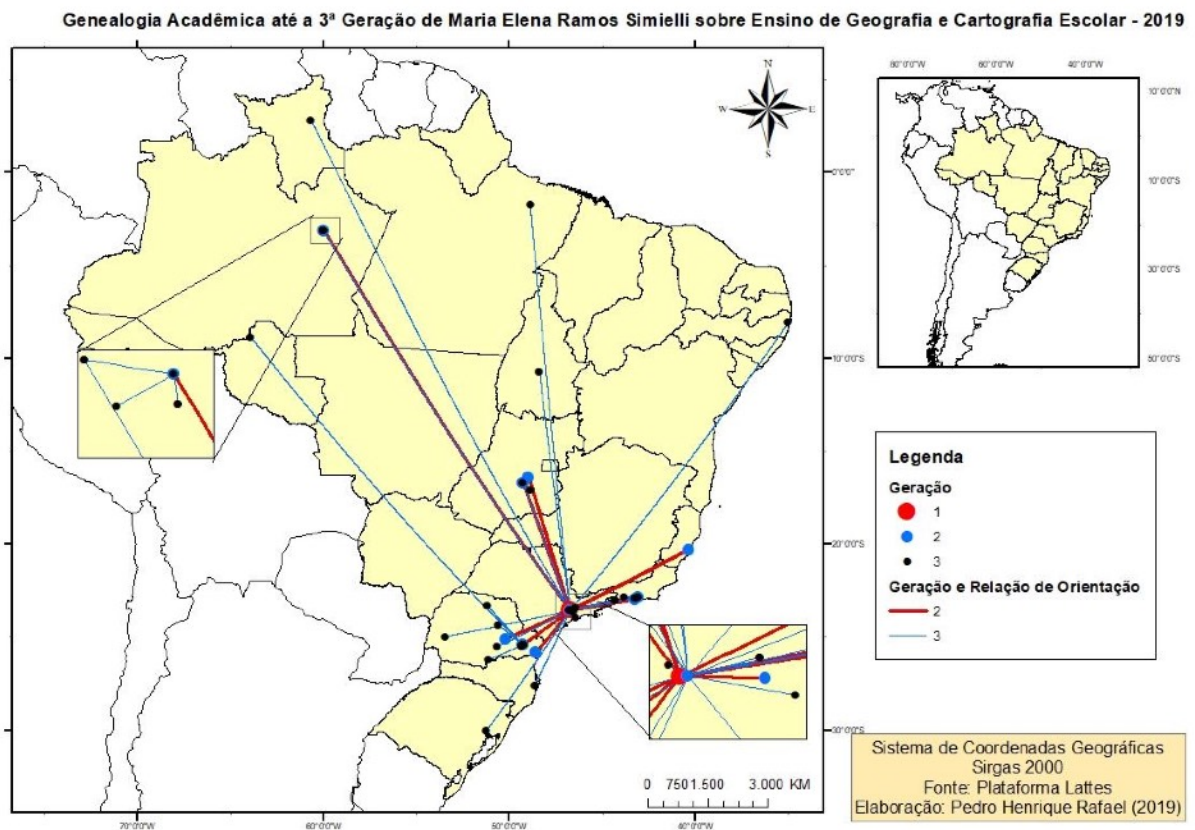 Genealogia Acadêmica até a 3ª Geração de Maria Elena Ramos Simielli sobre Ensino de Geografia e Cartografia Escolar - 2019
N
W
E
S
80°0'0"W
60°0'0"W
40°0'0"W
10°0'0"N
10°0'0"S
30°0'0"S
50°0'0"S
0°0'0"
10°0'0"S
20°0'0"S
30°0'0"S
Legenda
Geração
1
2
3
Geração e Relação de Orientação
2
3
0 750 1.500 3.000 KM
70°0'0"W
60°0'0"W
50°0'0"W
40°0'0"W
Sistema de Coordenadas Geográficas
Sirgas 2000
Fonte: Plataforma Lattes
Elaboração: Pedro Henrique Rafael (2019)